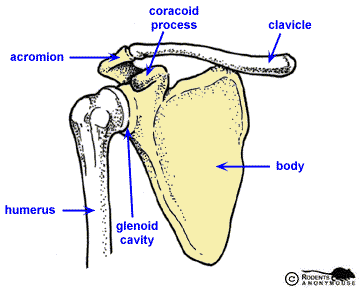 coracoid
process
clavicle
acromion
body
humerus
glenoid
cavity
© RODENTS
ANONYMOUSE